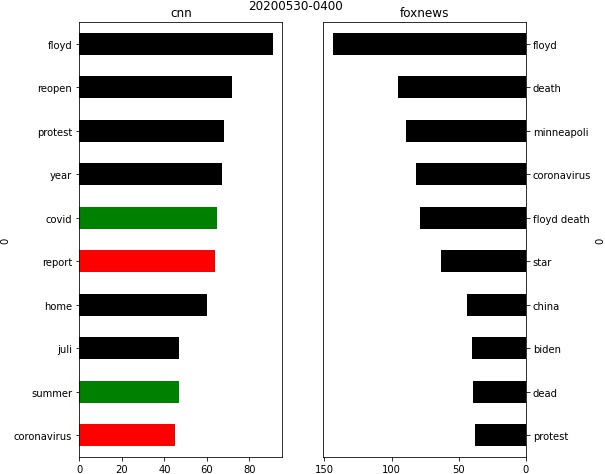 20200530-0400
cnn
foxnews
floyd
reopen
protest
year
covid
report
home
juli
summer
coronavirus
0 20 40 60 80
0
floyd
death
minneapoli
coronavirus
floyd death
star
china
biden
dead
protest
150 100 50 0
0